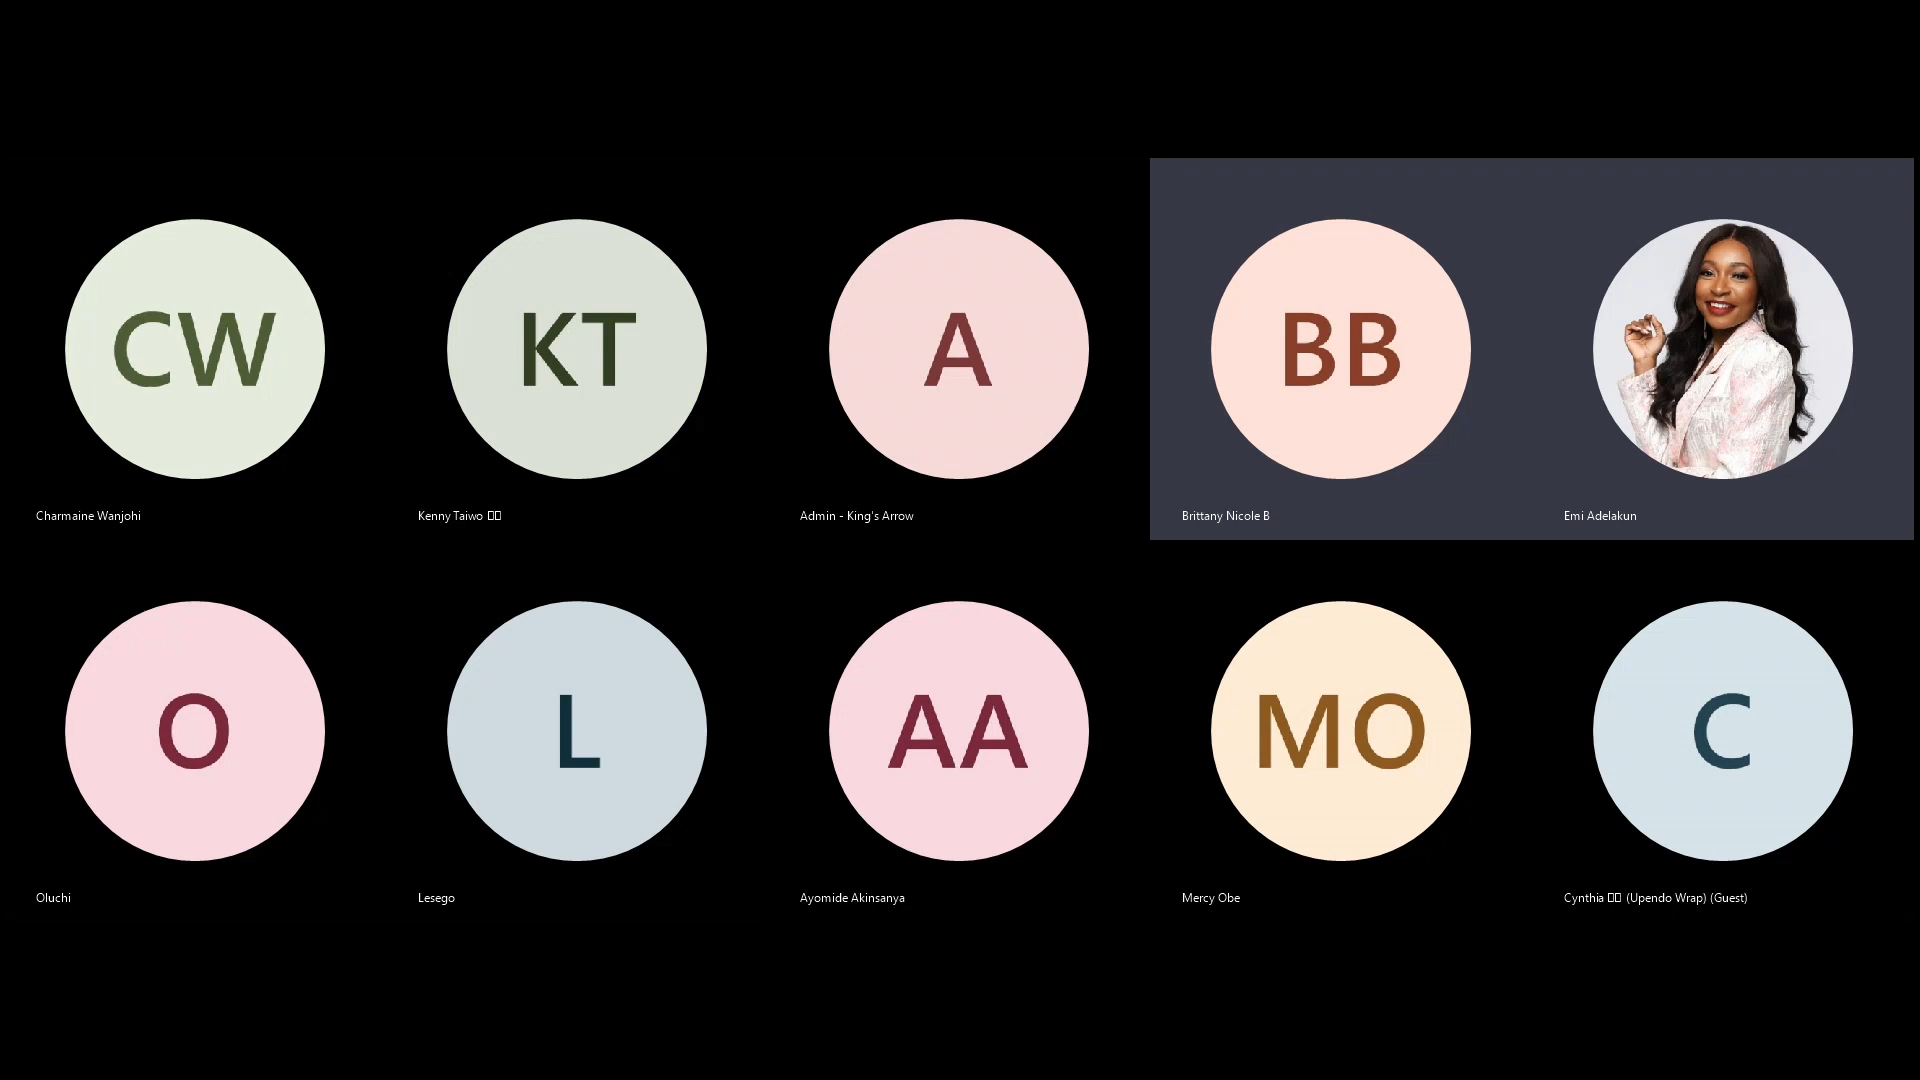 CW
KT
A
BB
Charmaine Wanjohi
Kenny Taiwo
Admin - King's Arrow
Brittany Nicole B
Emi Adelakun
O
L
AA
MO
C
Oluchi
Lesego
Ayomide Akinsanya
Mercy Obe
Cynthia (Upendo Wrap) (Guest)